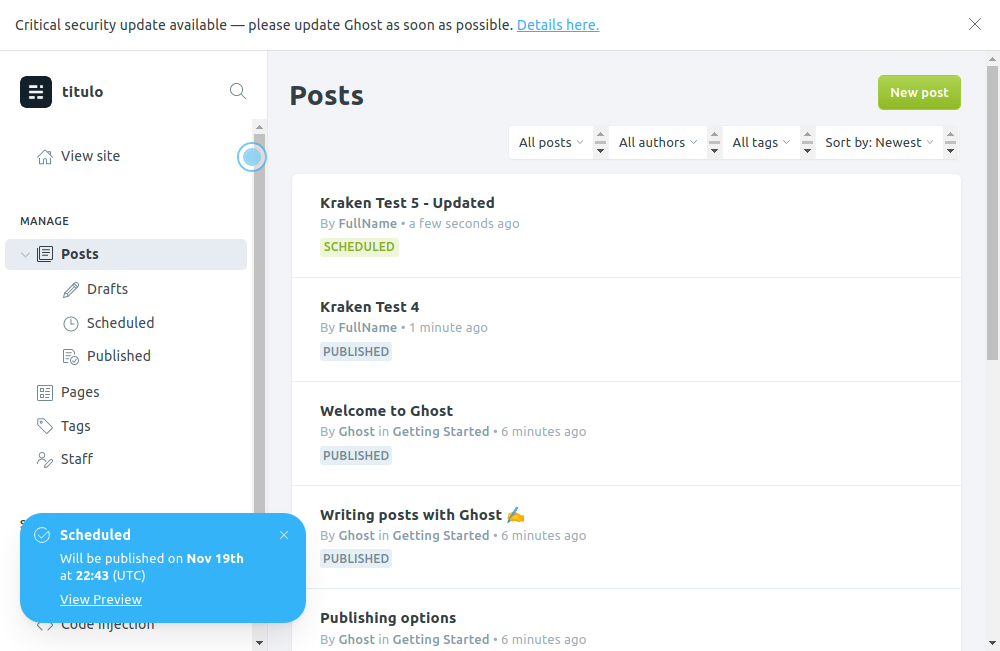 Critical security update available — please update Ghost as soon as possible. Details here.
titulo
View site
MANAGE
Posts
Drafts
Scheduled
Published
Pages
Tags
Staff
Scheduled
Will be published on Nov 19th
at 22:43 (UTC)
View Preview
Code injection
Posts
New post
All posts
All authors
All tags
Sort by: Newest
Kraken Test 5 - Updated
By FullName • a few seconds ago
SCHEDULED
Kraken Test 4
By FullName • 1 minute ago
PUBLISHED
Welcome to Ghost
By Ghost in Getting Started • 6 minutes ago
PUBLISHED
Writing posts with Ghost ✍️
By Ghost in Getting Started • 6 minutes ago
PUBLISHED
Publishing options
By Ghost in Getting Started • 6 minutes ago